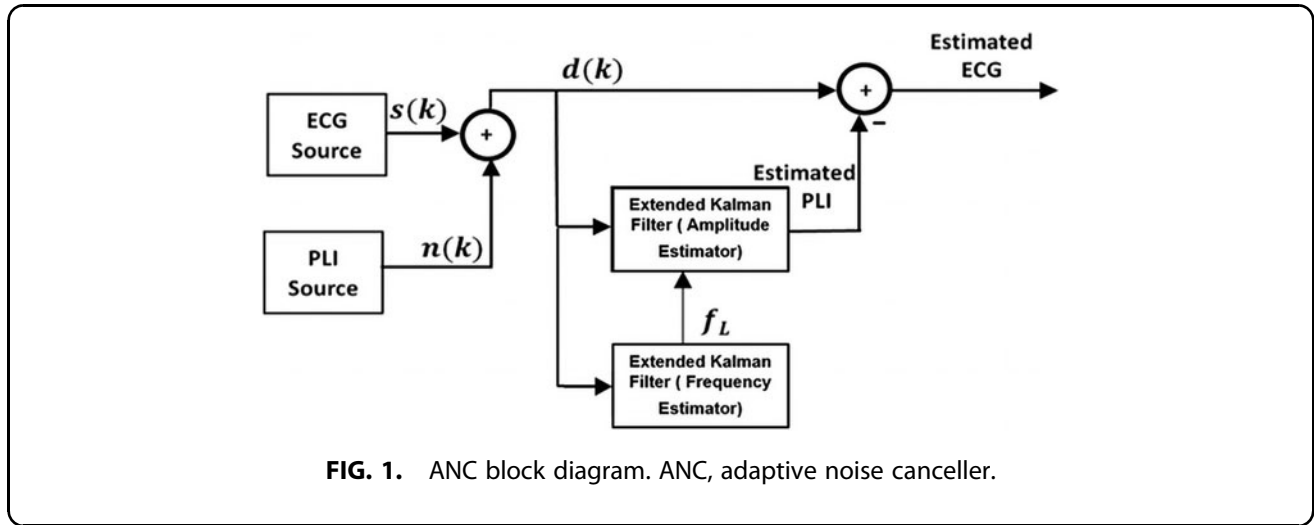 Estimated
ECG
d(k)
+
−
ECG
Source
s(k)
+
Estimated
PLI
Extended Kalman
Filter ( Amplitude
Estimator)
PLI
Source
n(k)
f_L
Extended Kalman
Filter ( Frequency
Estimator)
FIG. 1. ANC block diagram. ANC, adaptive noise canceller.